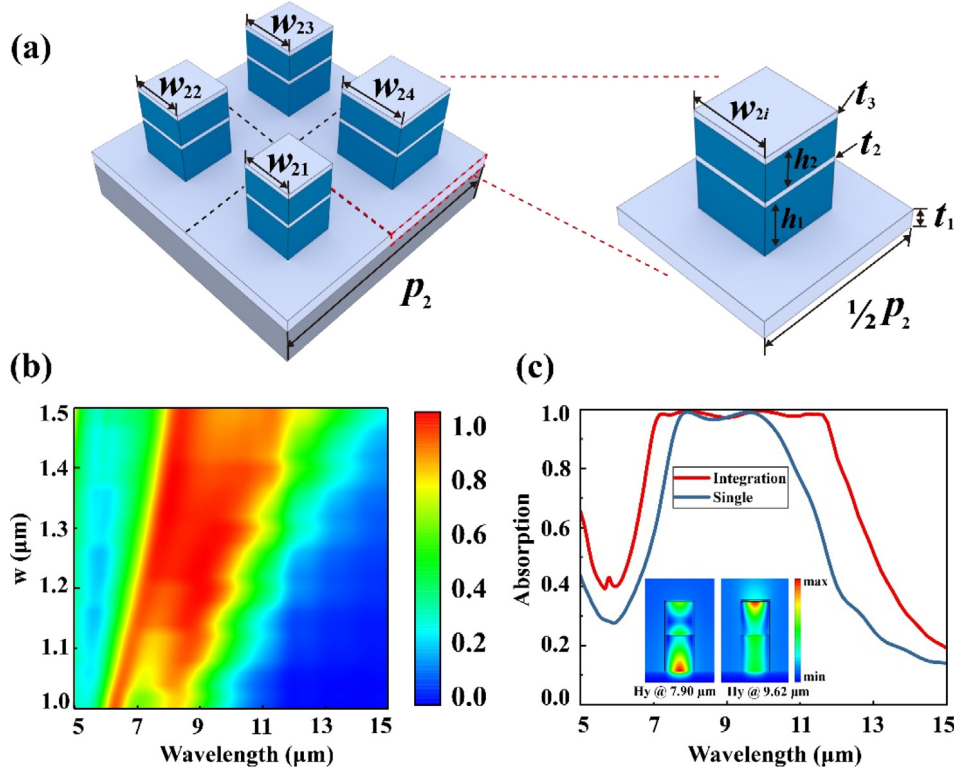 (a)
w23
w22
w24
w21
p2
w2i
t3
t2
h2
h1
t1
½ p2
(b)
w (μm)
1.5
1.4
1.3
1.2
1.1
1.0
5 7 9 11 13 15
Wavelength (μm)
1.0
0.8
0.6
0.4
0.2
0.0
(c)
Absorption
1.0
0.8
0.6
0.4
0.2
0.0
Integration
Single
max
min
Hy @ 7.90 μm
Hy @ 9.62 μm
5 7 9 11 13 15
Wavelength (μm)